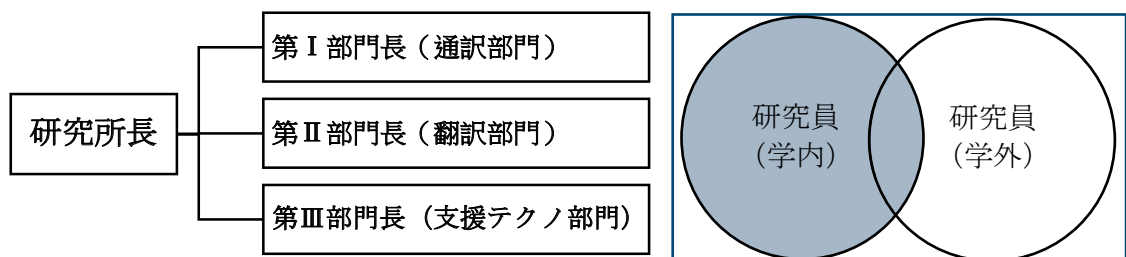 研究所長
第Ⅰ部門長（通訳部門）
第Ⅱ部門長（翻訳部門）
第Ⅲ部門長（支援テクノ部門）
研究員
（学内）
研究員
（学外）